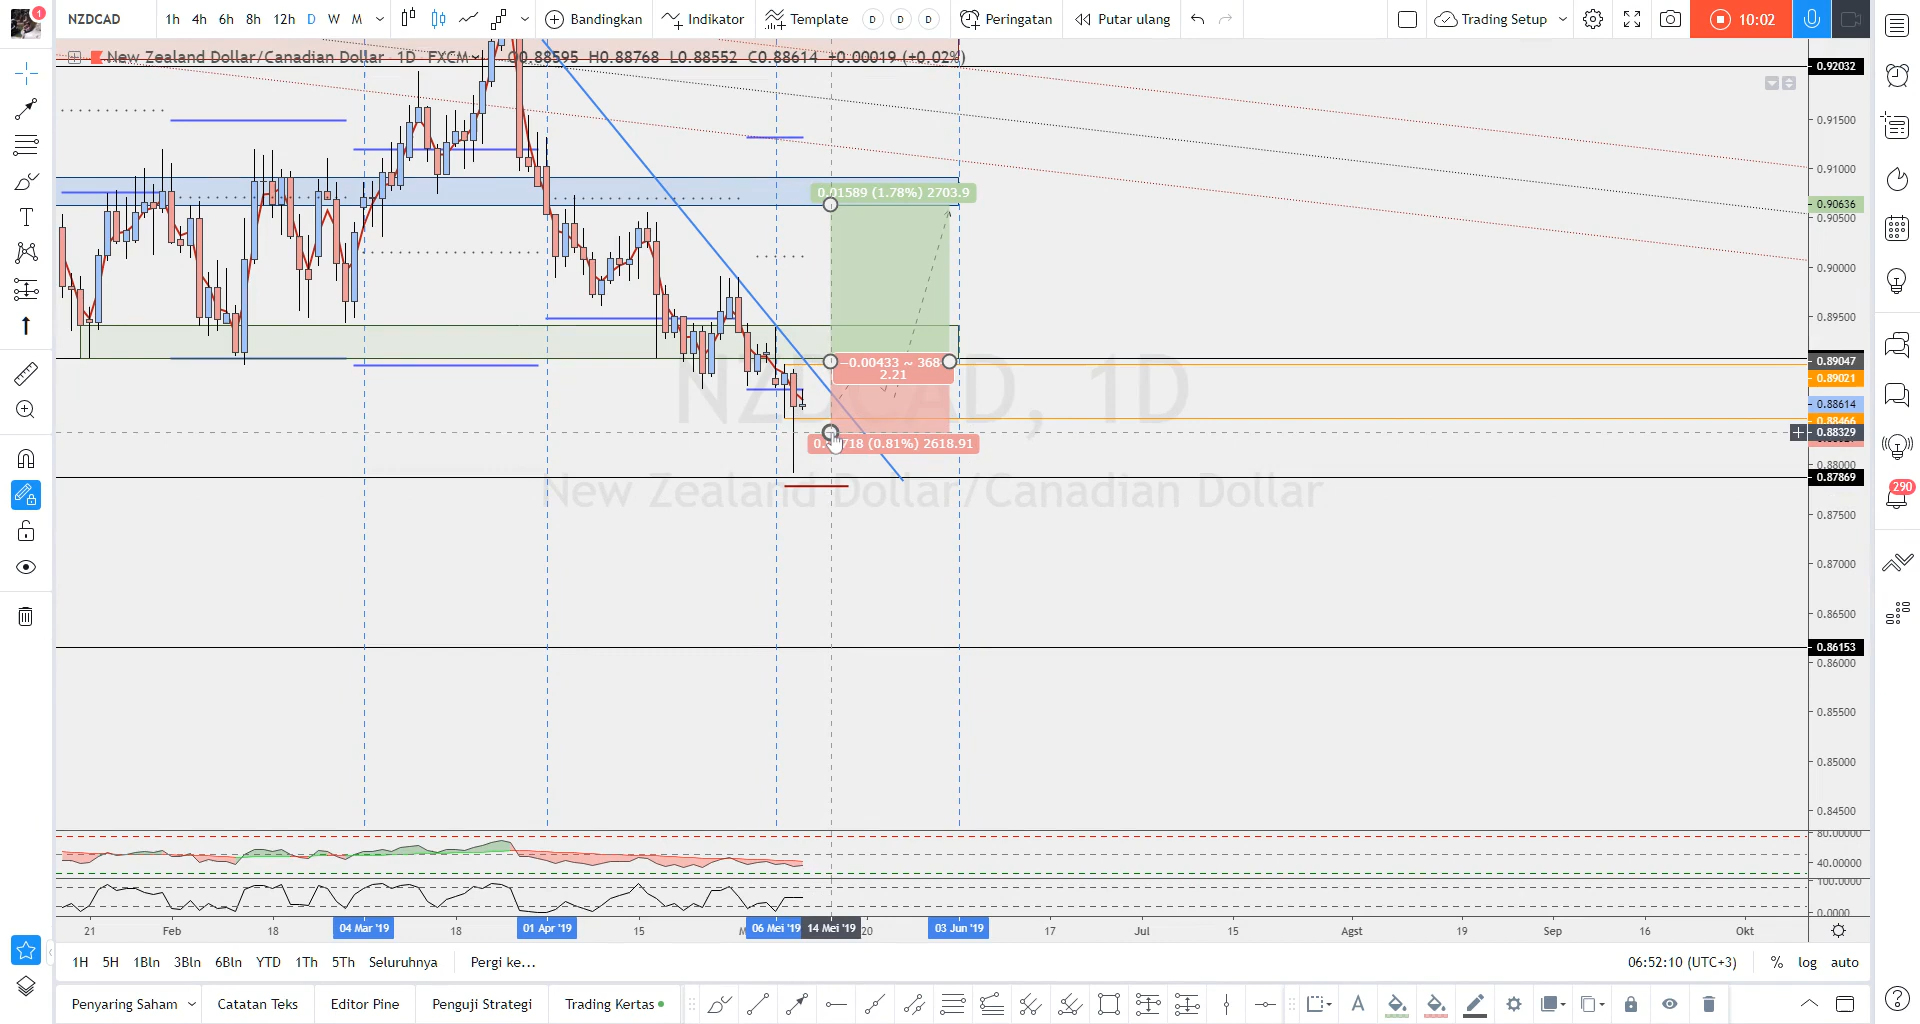 1
NZDCAD
1h 4h 6h 8h 12h D W M
Bandingkan
Indikator
Template
D D D
Peringatan
Putar ulang
Trading Setup
10:02
New Zealand Dollar/Canadian Dollar · 1D · FXCM
O0.88595 H0.88768 L0.88552 C0.88614 +0.00019 (+0.02%)
0.92032
0.91500
0.91000
0.01589 (1.78%) 2703.9
0.90636
0.90500
0.90000
0.89500
NZDCAD, 1D
0.89047
0.89021
2.21
0.88614
0.88466
0.88329
718 (0.81%) 2618.91
0.88000
0.87869
New Zealand Dollar/Canadian Dollar
0.87500
0.87000
0.86500
0.86153
0.86000
0.85500
0.85000
0.84500
80.00000
40.00000
100.0000
0.0000
290
21 Feb 18 04 Mar '19 18 01 Apr '19 15 06 Mei '19 14 Mei '19 20 03 Jun '19 17 Jul 15 Agst 19 Sep 16 Okt
1H 5H 1Bln 3Bln 6Bln YTD 1Th 5Th Seluruhnya Pergi ke...
06:52:10 (UTC+3) % log auto
Penyaring Saham Catatan Teks Editor Pine Penguji Strategi Trading Kertas